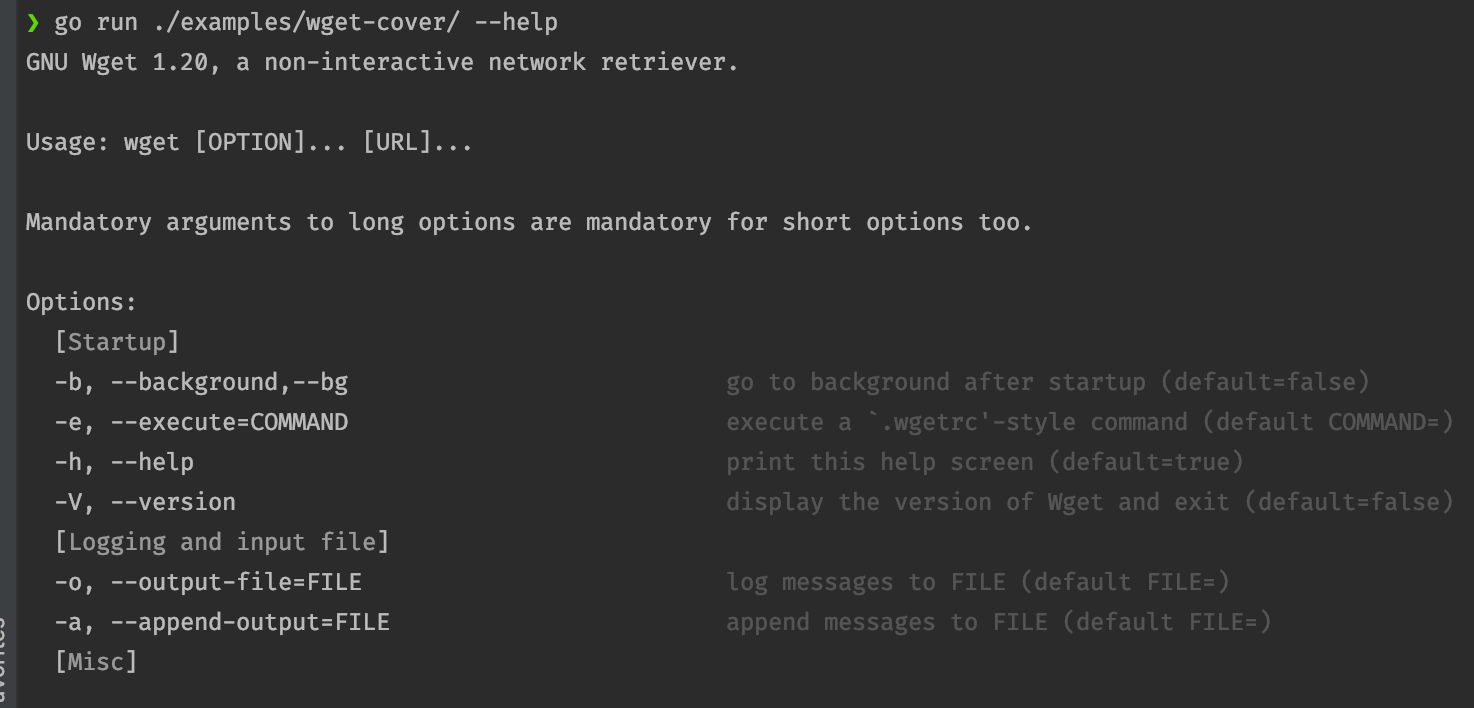 ❯ go run ./examples/wget-cover/ --help
GNU Wget 1.20, a non-interactive network retriever.
Usage: wget [OPTION]... [URL]...
Mandatory arguments to long options are mandatory for short options too.
Options:
[Startup]
-b, --background,--bg go to background after startup (default=false)
-e, --execute=COMMAND execute a `.wgetrc'-style command (default COMMAND=)
-h, --help print this help screen (default=true)
-V, --version display the version of Wget and exit (default=false)
[Logging and input file]
-o, --output-file=FILE log messages to FILE (default FILE=)
-a, --append-output=FILE append messages to FILE (default FILE=)
[Misc]